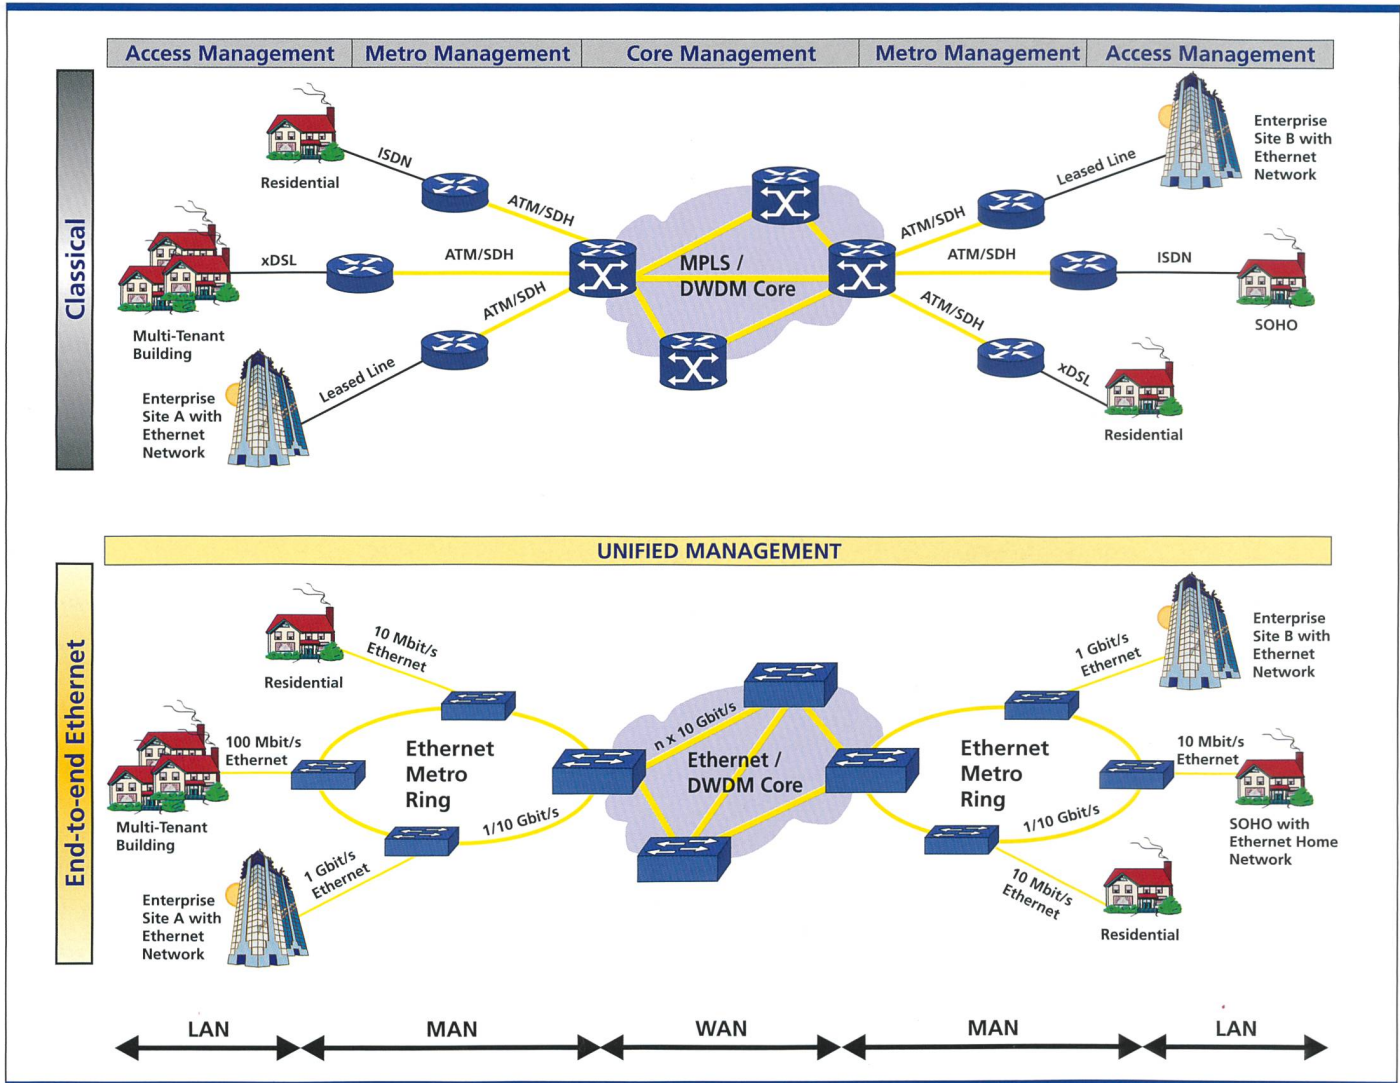 Access Management
Metro Management
Core Management
Metro Management
Access Management
Classical
Residential
ISDN
ATM/SDH
Multi-Tenant
Building
xDSL
ATM/SDH
Enterprise
Site A with
Ethernet
Network
Leased Line
ATM/SDH
MPLS /
DWDM Core
ATM/SDH
Leased Line
Enterprise
Site B with
Ethernet
Network
ATM/SDH
ISDN
SOHO
ATM/SDH
xDSL
Residential
UNIFIED MANAGEMENT
End-to-end Ethernet
Residential
10 Mbit/s
Ethernet
100 Mbit/s
Ethernet
Multi-Tenant
Building
Enterprise
Site A with
Ethernet
Network
1 Gbit/s
Ethernet
Ethernet
Metro
Ring
1/10 Gbit/s
n x 10 Gbit/s
Ethernet /
DWDM Core
Ethernet
Metro
Ring
1/10 Gbit/s
1 Gbit/s
Ethernet
Enterprise
Site B with
Ethernet
Network
10 Mbit/s
Ethernet
SOHO with
Ethernet Home
Network
10 Mbit/s
Ethernet
Residential
LAN
MAN
WAN
MAN
LAN